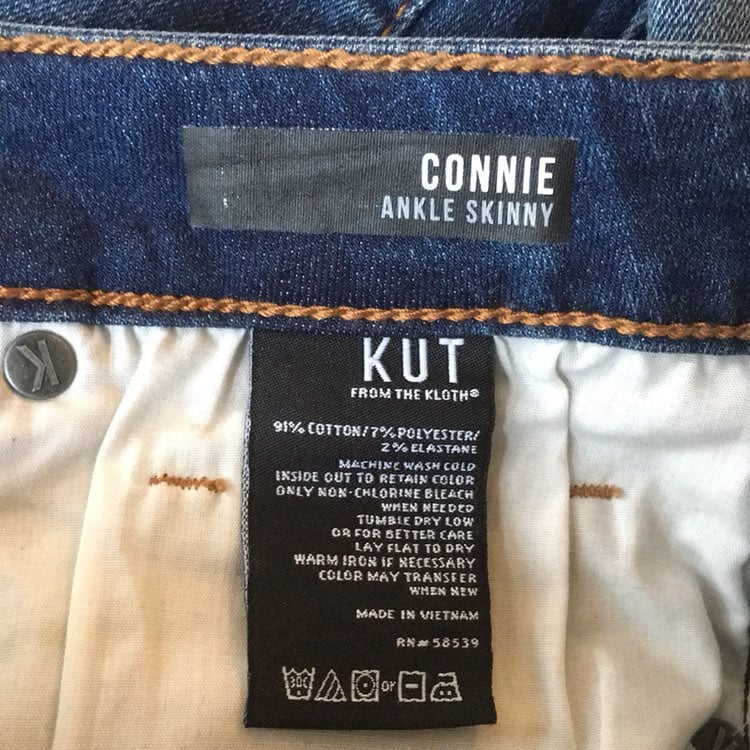 CONNIE
ANKLE SKINNY
K
KUT
FROM THE KLOTH®
91% COTTON/7% POLYESTER/
2% ELASTANE
MACHINE WASH COLD
INSIDE OUT TO RETAIN COLOR
ONLY NON-CHLORINE BLEACH
WHEN NEEDED
TUMBLE DRY LOW
OR FOR BETTER CARE
LAY FLAT TO DRY
WARM IRON IF NECESSARY
COLOR MAY TRANSFER
WHEN NEW
MADE IN VIETNAM
RN# 58539
30C or